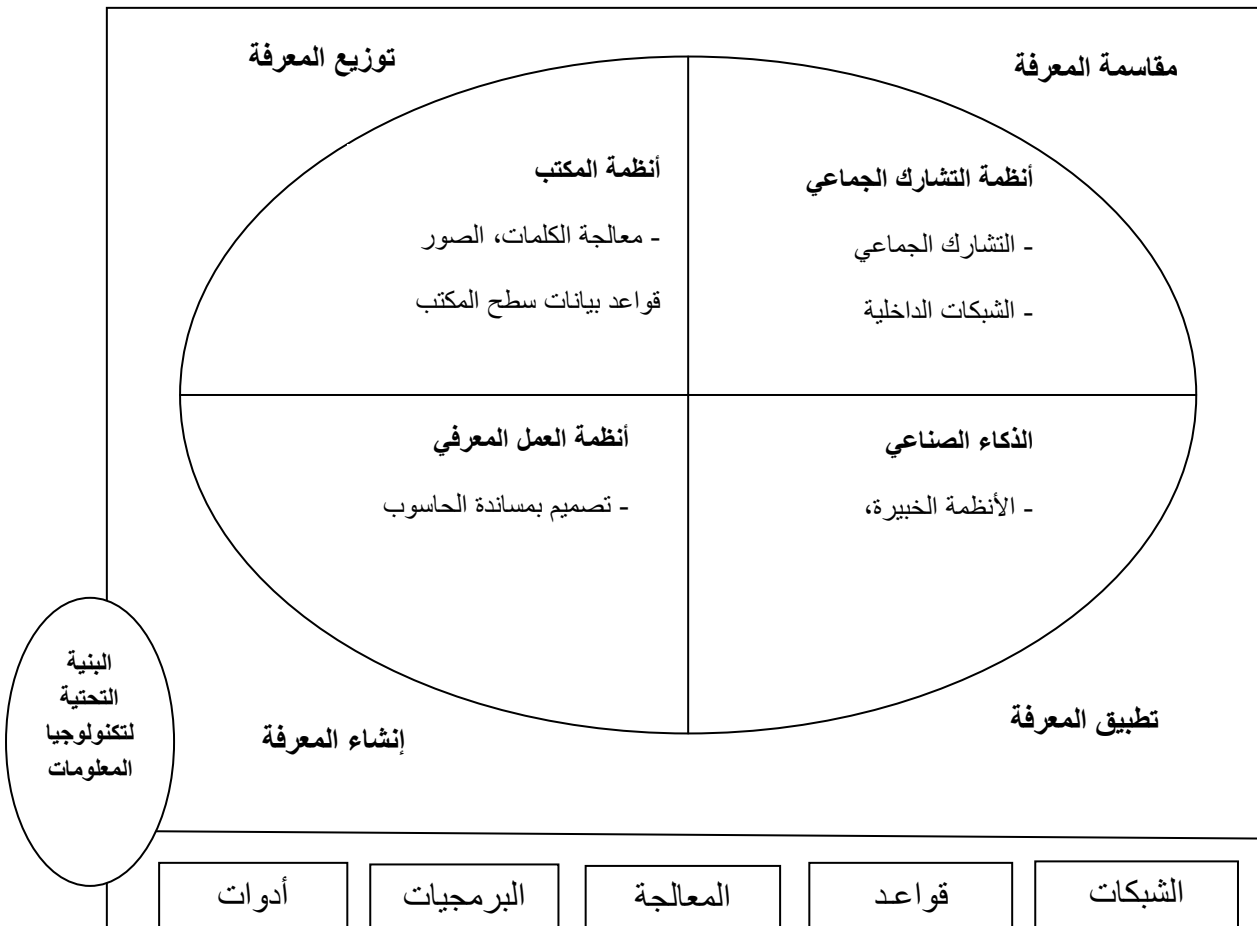 مقاسمة المعرفة
توزيع المعرفة
أنظمة التشارك الجماعي
- التشارك الجماعي
- الشبكات الداخلية
أنظمة المكتب
- معالجة الكلمات، الصور
قواعد بيانات سطح المكتب
الذكاء الصناعي
- الأنظمة الخبيرة،
أنظمة العمل المعرفي
- تصميم بمساندة الحاسوب
تطبيق المعرفة
إنشاء المعرفة
البنية
التحتية
لتكنولوجيا
المعلومات
الشبكات
قواعد
المعالجة
البرمجيات
أدوات